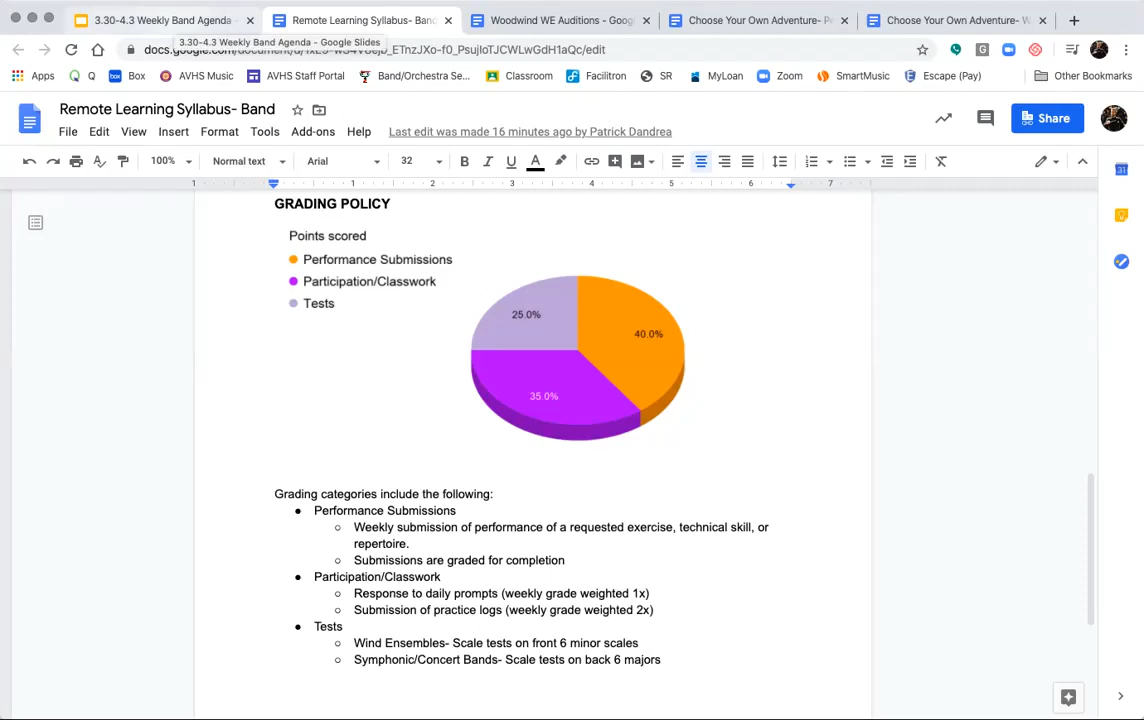 3.30-4.3 Weekly Band Agenda -
Remote Learning Syllabus- Band
Woodwind WE Auditions - Goog
Choose Your Own Adventure- P
Choose Your Own Adventure- W
3.30-4.3 Weekly Band Agenda - Google Slides
Apps
Q
Box
AVHS Music
AVHS Staff Portal
Band/Orchestra Se...
Classroom
Facilitron
SR
MyLoan
Zoom
SmartMusic
Escape (Pay)
Other Bookmarks
Remote Learning Syllabus- Band
File Edit View Insert Format Tools Add-ons Help
Last edit was made 16 minutes ago by Patrick Dandrea
Share
100% Normal text Arial 32 B I U A
1 1 2 3 4 5 6 7
GRADING POLICY
Points scored
Performance Submissions
Participation/Classwork
Tests
25.0%
40.0%
35.0%
Grading categories include the following:
● Performance Submissions
○ Weekly submission of performance of a requested exercise, technical skill, or
repertoire.
○ Submissions are graded for completion
● Participation/Classwork
○ Response to daily prompts (weekly grade weighted 1x)
○ Submission of practice logs (weekly grade weighted 2x)
● Tests
○ Wind Ensembles- Scale tests on front 6 minor scales
○ Symphonic/Concert Bands- Scale tests on back 6 majors